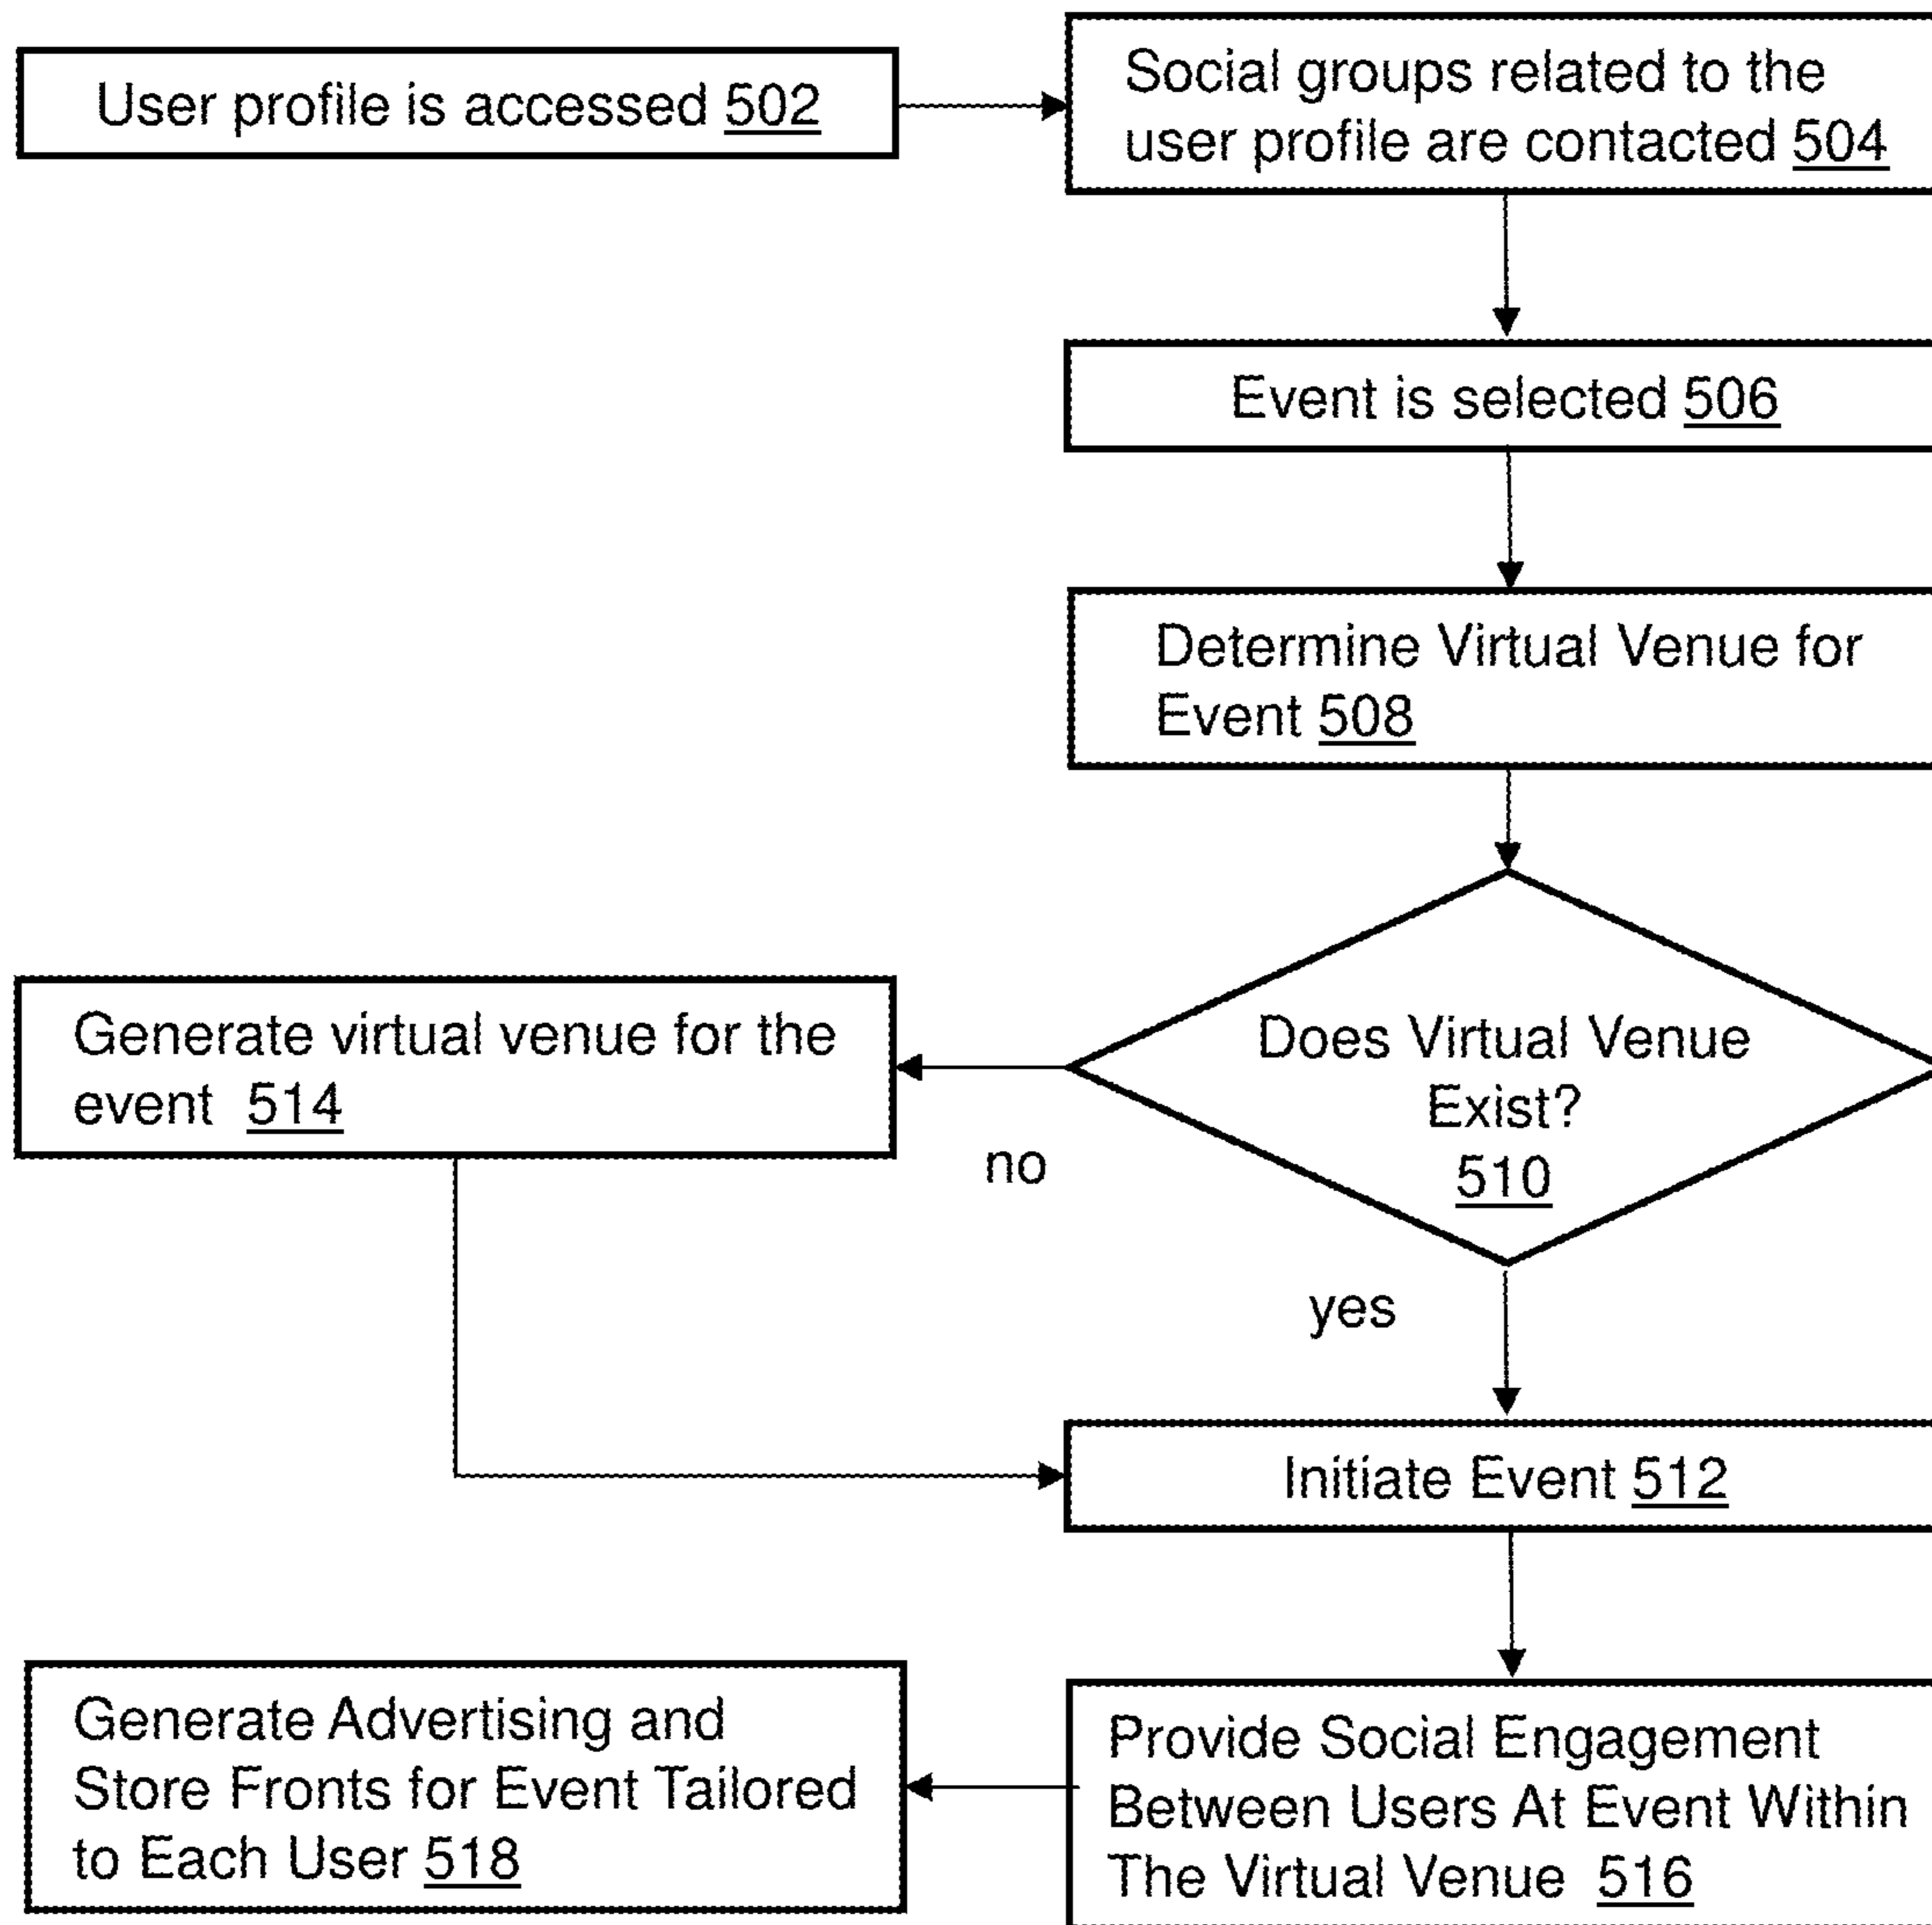 User profile is accessed 502
Social groups related to the
user profile are contacted 504
Event is selected 506
Determine Virtual Venue for
Event 508
Does Virtual Venue
Exist?
510
no
Generate virtual venue for the
event 514
yes
Initiate Event 512
Provide Social Engagement
Between Users At Event Within
The Virtual Venue 516
Generate Advertising and
Store Fronts for Event Tailored
to Each User 518